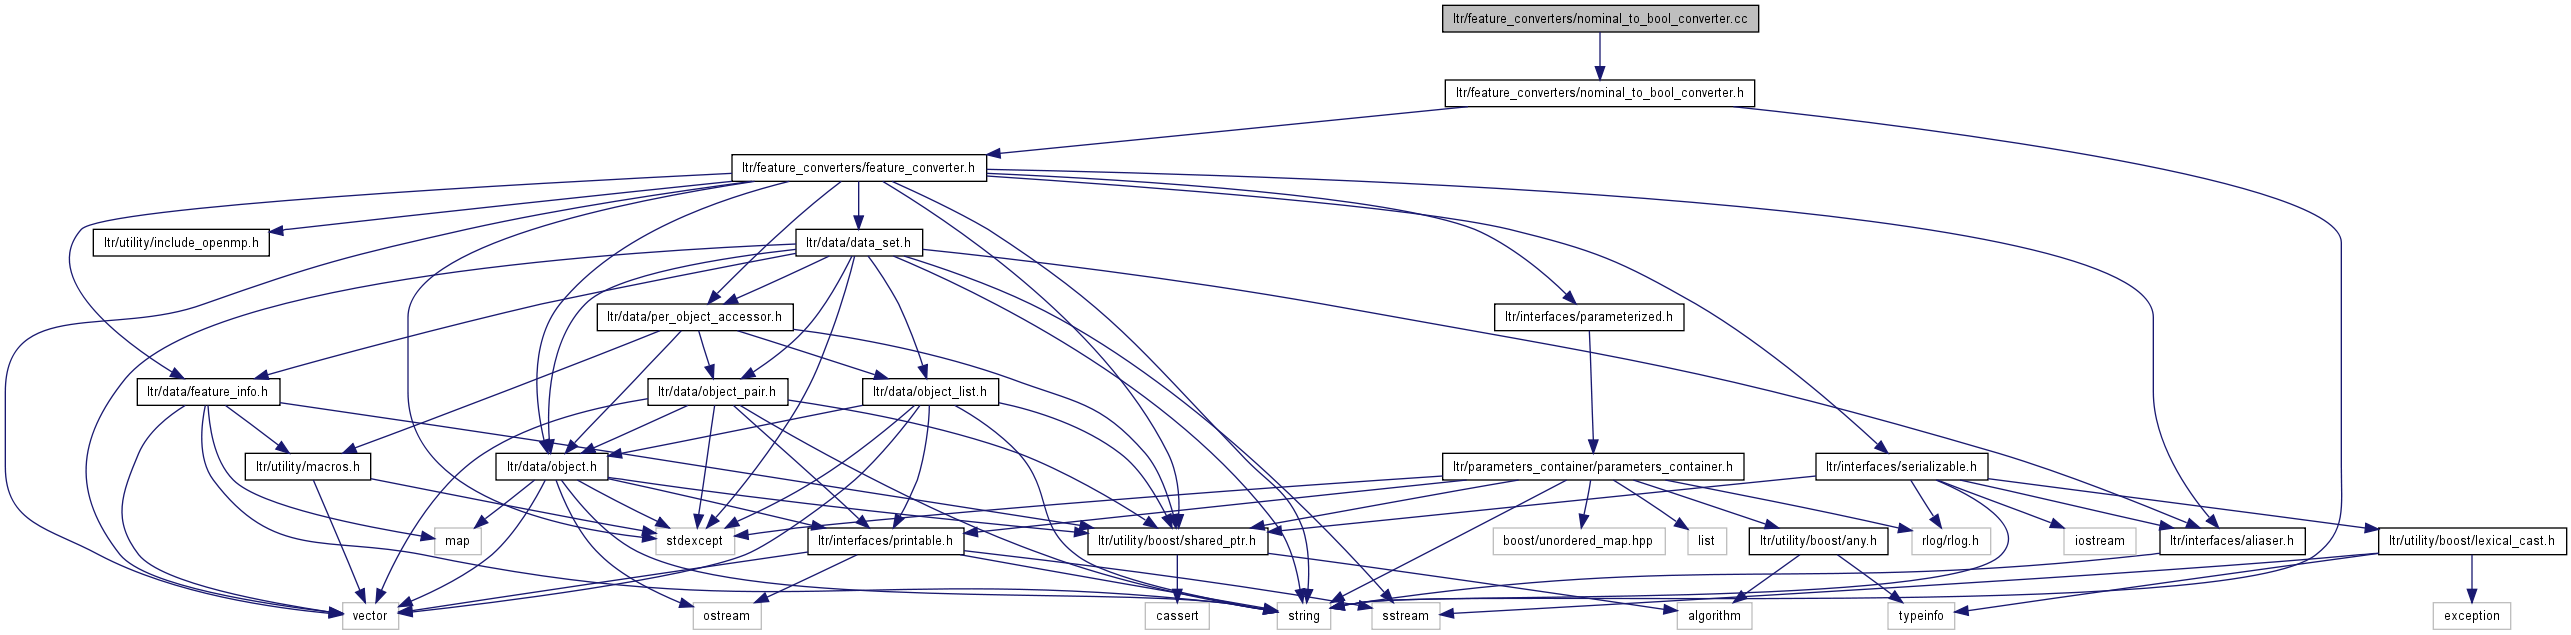 ltr/feature_converters/nominal_to_bool_converter.cc
ltr/feature_converters/nominal_to_bool_converter.h
ltr/feature_converters/feature_converter.h
ltr/utility/include_openmp.h
ltr/data/data_set.h
ltr/data/per_object_accessor.h
ltr/interfaces/parameterized.h
ltr/data/feature_info.h
ltr/data/object_pair.h
ltr/data/object_list.h
ltr/utility/macros.h
ltr/data/object.h
ltr/parameters_container/parameters_container.h
ltr/interfaces/serializable.h
map
stdexcept
ltr/interfaces/printable.h
ltr/utility/boost/shared_ptr.h
boost/unordered_map.hpp
list
ltr/utility/boost/any.h
rlog/rlog.h
iostream
ltr/interfaces/aliaser.h
ltr/utility/boost/lexical_cast.h
vector
ostream
cassert
string
sstream
algorithm
typeinfo
exception